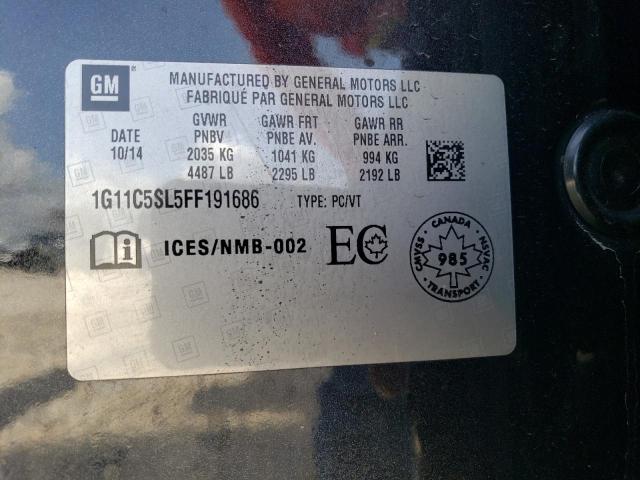 GM
MANUFACTURED BY GENERAL MOTORS LLC
FABRIQUÉ PAR GENERAL MOTORS LLC
GVWR GAWR FRT GAWR RR
DATE PNBV PNBE AV. PNBE ARR.
10/14 2035 KG 1041 KG 994 KG
4487 LB 2295 LB 2192 LB
1G11C5SL5FF191686 TYPE: PC/VT
i ICES/NMB-002 EC
CANADA
CMVSS 985 NSVAC
TRANSPORT